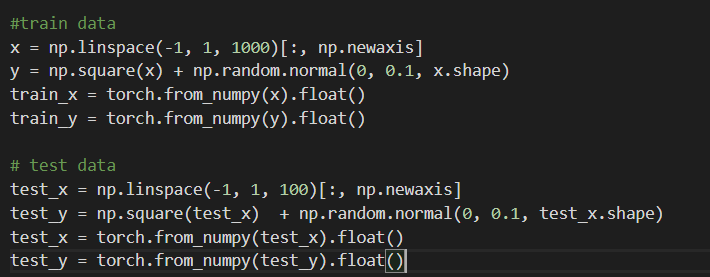 #train data
x = np.linspace(-1, 1, 1000)[:, np.newaxis]
y = np.square(x) + np.random.normal(0, 0.1, x.shape)
train_x = torch.from_numpy(x).float()
train_y = torch.from_numpy(y).float()
# test data
test_x = np.linspace(-1, 1, 100)[:, np.newaxis]
test_y = np.square(test_x)  + np.random.normal(0, 0.1, test_x.shape)
test_x = torch.from_numpy(test_x).float()
test_y = torch.from_numpy(test_y).float()